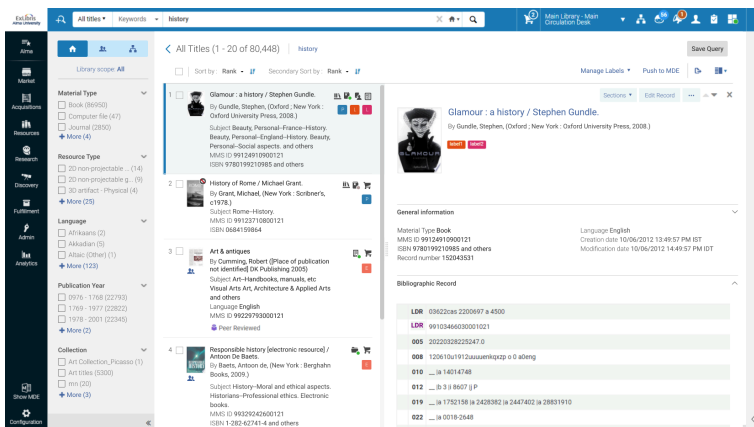 ExLibris
Alma University
All titles
Keywords
history
2
Main Library - Main
Circulation Desk
56
Alma
Market
Acquisitions
Resources
Research
Discovery
Fulfillment
Admin
Analytics
Show MDE
Configuration
Library scope: All
Material Type
Book (86950)
Computer file (47)
Journal (2850)
+ More (4)
Resource Type
2D non-projectable ... (14)
2D non-projectable g... (9)
3D artifact - Physical (4)
+ More (25)
Language
Afrikaans (2)
Akkadian (5)
Altaic (Other) (1)
+ More (123)
Publication Year
0976 - 1768 (22793)
1769 - 1977 (22822)
1978 - 2001 (22345)
+ More (2)
Collection
Art Collection_Picasso (1)
Art titles (5300)
mn (20)
+ More (3)
All Titles (1 - 20 of 80,448)
history
Save Query
Sort by: Rank
Secondary Sort by: Rank
Manage Labels
Push to MDE
1
Glamour : a history / Stephen Gundle.
By Gundle, Stephen, (Oxford ; New York :
Oxford University Press, 2008.)
Subject Beauty, Personal--France--History.
Beauty, Personal--England--History. Beauty,
Personal--Social aspects. and others
MMS ID 99124910900121
ISBN 9780199210985 and others
2
History of Rome / Michael Grant.
By Grant, Michael, (New York : Scribner's,
c1978.)
Subject Rome--History.
MMS ID 99123710800121
ISBN 0684159864
3
Art & antiques
By Cumming, Robert ([Place of publication
not identified] DK Publishing 2005)
Subject Art--Handbooks, manuals, etc
Visual Arts Art, Architecture & Applied Arts
and others
Language English
MMS ID 99229793000121
Peer Reviewed
4
Responsible history [electronic resource] /
Antoon De Baets.
By Baets, Antoon de, (New York : Berghahn
Books, 2009.)
Subject History--Moral and ethical aspects.
Historians--Professional ethics. Electronic
books.
MMS ID 99329242600121
ISBN 1-282-62741-4 and others
Sections
Edit Record
GLAMOUR
Glamour : a history / Stephen Gundle.
By Gundle, Stephen, (Oxford ; New York : Oxford University Press, 2008.)
label1 label2
General information
Material Type Book
MMS ID 99124910900121
ISBN 9780199210985 and others
Record number 152043531
Language English
Creation date 10/06/2012 13:49:57 PM IST
Modification date 10/06/2012 14:49:57 PM IDT
Bibliographic Record
LDR 03622cas 2200697 a 4500
LDR 991034660300​01021
005 20220328225247.0
008 120610u1912uuuuenkqxzp o 0 a0eng
010 __ |a 14014748
012 __ |b 3 |i 8607 |j P
019 __ |a 1752158 |a 2428382 |a 2447402 |a 28831910
022 __ |a 0018-2648